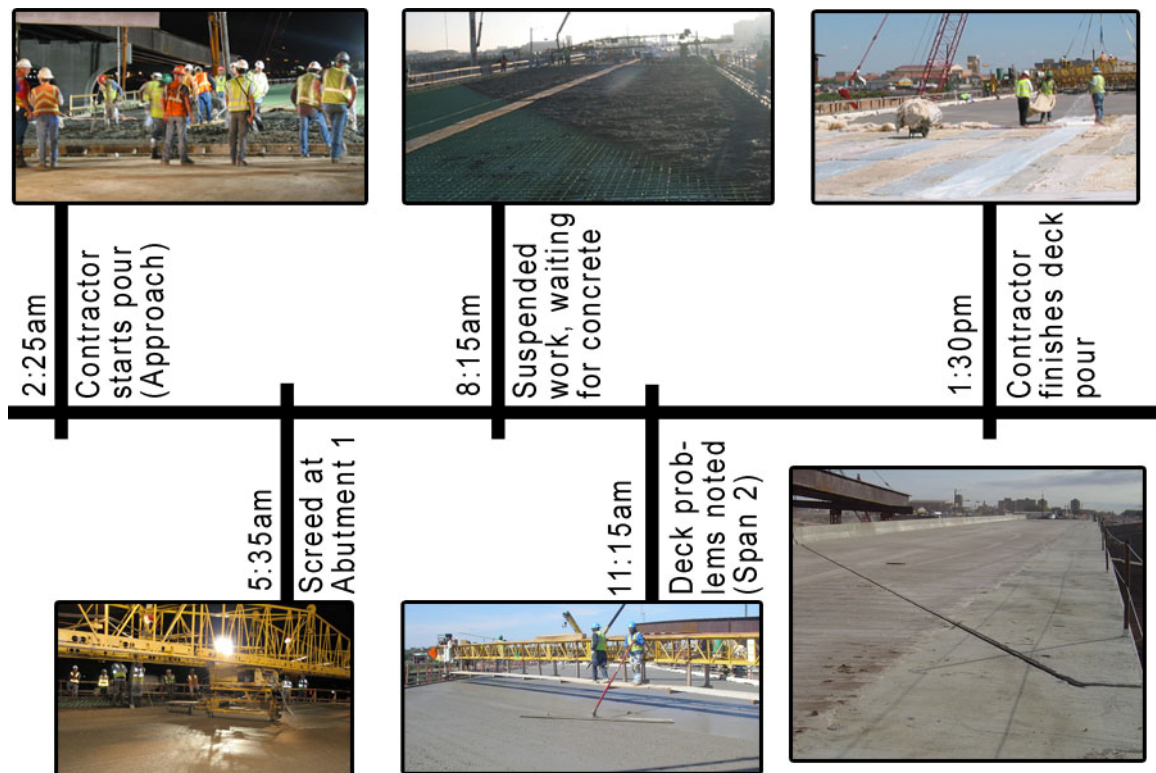 2:25am
Contractor
starts pour
(Approach)
5:35am
Screed at
Abutment 1
8:15am
Suspended
work, waiting
for concrete
11:15am
Deck prob-
lems noted
(Span 2)
1:30pm
Contractor
finishes deck
pour